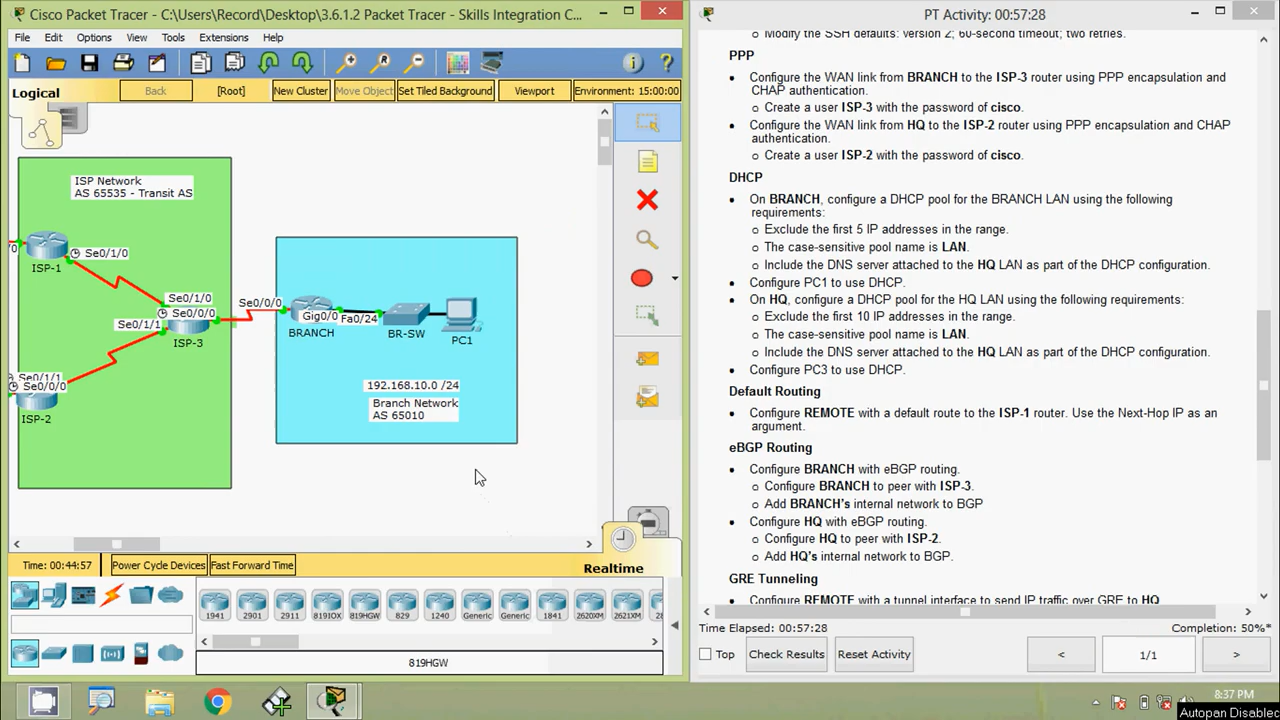 Cisco Packet Tracer - C:\Users\Record\Desktop\3.6.1.2 Packet Tracer - Skills Integration C...
File Edit Options View Tools Extensions Help
Logical
Back
[Root]
New Cluster
Move Object
Set Tiled Background
Viewport
Environment: 15:00:00
ISP Network
AS 65535 - Transit AS
Se0/1/0
ISP-1
Se0/1/0
Se0/0/0
Se0/1/1
ISP-3
Se0/0/0
Gig0/0
Fa0/24
BRANCH
BR-SW
PC1
192.168.10.0 /24
Branch Network
AS 65010
Se0/1/1
Se0/0/0
ISP-2
Realtime
Time: 00:44:57
Power Cycle Devices
Fast Forward Time
1941
2901
2911
819IOX
819HGW
829
1240
Generic
Generic
1841
2620XM
2621XM
819HGW
PT Activity: 00:57:28
Modify the SSH defaults: version 2; 60-second timeout; two retries.
PPP
Configure the WAN link from BRANCH to the ISP-3 router using PPP encapsulation and
CHAP authentication.
Create a user ISP-3 with the password of cisco.
Configure the WAN link from HQ to the ISP-2 router using PPP encapsulation and CHAP
authentication.
Create a user ISP-2 with the password of cisco.
DHCP
On BRANCH, configure a DHCP pool for the BRANCH LAN using the following
requirements:
Exclude the first 5 IP addresses in the range.
The case-sensitive pool name is LAN.
Include the DNS server attached to the HQ LAN as part of the DHCP configuration.
Configure PC1 to use DHCP.
On HQ, configure a DHCP pool for the HQ LAN using the following requirements:
Exclude the first 10 IP addresses in the range.
The case-sensitive pool name is LAN.
Include the DNS server attached to the HQ LAN as part of the DHCP configuration.
Configure PC3 to use DHCP.
Default Routing
Configure REMOTE with a default route to the ISP-1 router. Use the Next-Hop IP as an
argument.
eBGP Routing
Configure BRANCH with eBGP routing.
Configure BRANCH to peer with ISP-3.
Add BRANCH's internal network to BGP
Configure HQ with eBGP routing.
Configure HQ to peer with ISP-2.
Add HQ's internal network to BGP.
GRE Tunneling
Configure REMOTE with a tunnel interface to send IP traffic over GRE to HQ
Time Elapsed: 00:57:28
Completion: 50%*
Top
Check Results
Reset Activity
<
1/1
>
8:37 PM
Autopan Disabled